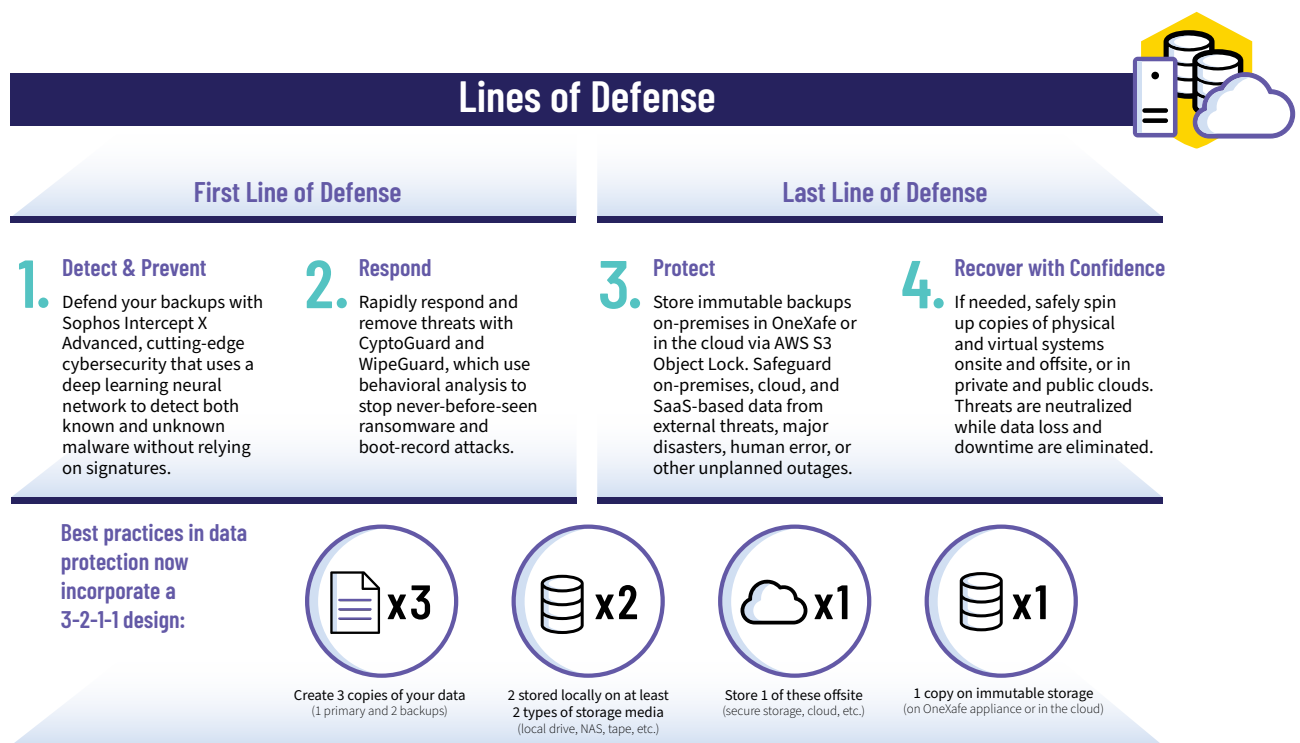 Lines of Defense
First Line of Defense
Last Line of Defense
1.
Detect & Prevent
Defend your backups with
Sophos Intercept X
Advanced, cutting-edge
cybersecurity that uses a
deep learning neural
network to detect both
known and unknown
malware without relying
on signatures.
2.
Respond
Rapidly respond and
remove threats with
CyptoGuard and
WipeGuard, which use
behavioral analysis to
stop never-before-seen
ransomware and
boot-record attacks.
3.
Protect
Store immutable backups
on-premises in OneXafe or
in the cloud via AWS S3
Object Lock. Safeguard
on-premises, cloud, and
SaaS-based data from
external threats, major
disasters, human error, or
other unplanned outages.
4.
Recover with Confidence
If needed, safely spin
up copies of physical
and virtual systems
onsite and offsite, or in
private and public clouds.
Threats are neutralized
while data loss and
downtime are eliminated.
Best practices in data
protection now
incorporate a
3-2-1-1 design:
x3
Create 3 copies of your data
(1 primary and 2 backups)
x2
2 stored locally on at least
2 types of storage media
(local drive, NAS, tape, etc.)
x1
Store 1 of these offsite
(secure storage, cloud, etc.)
x1
1 copy on immutable storage
(on OneXafe appliance or in the cloud)